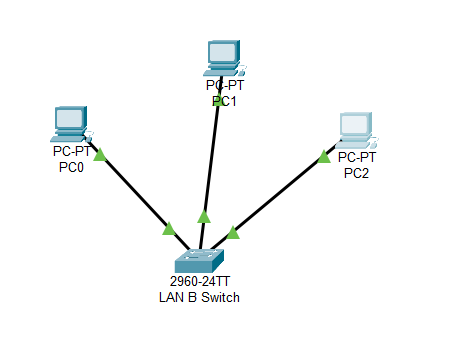 PC-PT
PC1
PC-PT
PC0
PC-PT
PC2
2960-24TT
LAN B Switch